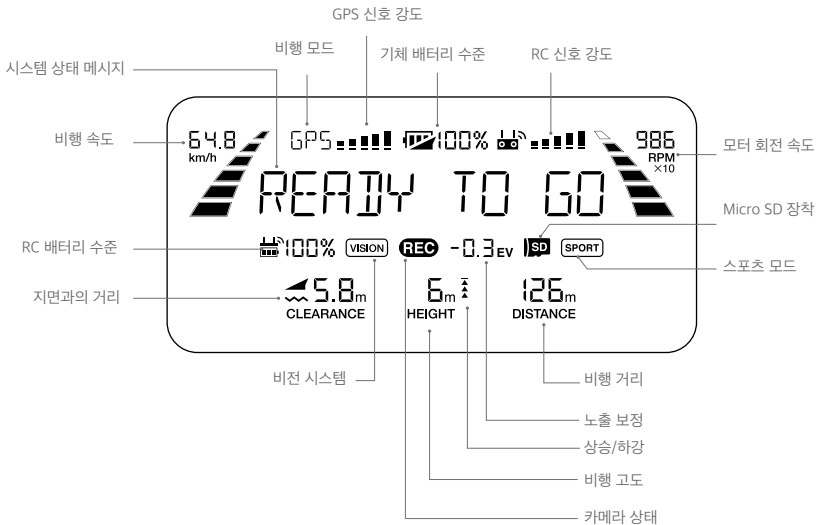 GPS 신호 강도
비행 모드
기체 배터리 수준
RC 신호 강도
시스템 상태 메시지
비행 속도
64.8
km/h
GPS
100%
986
RPM
×10
모터 회전 속도
READY TO GO
Micro SD 장착
RC 배터리 수준
100%
VISION
REC
-0.3 EV
SD
SPORT
스포츠 모드
지면과의 거리
5.8m
CLEARANCE
6m
HEIGHT
126m
DISTANCE
비전 시스템
비행 거리
노출 보정
상승/하강
비행 고도
카메라 상태